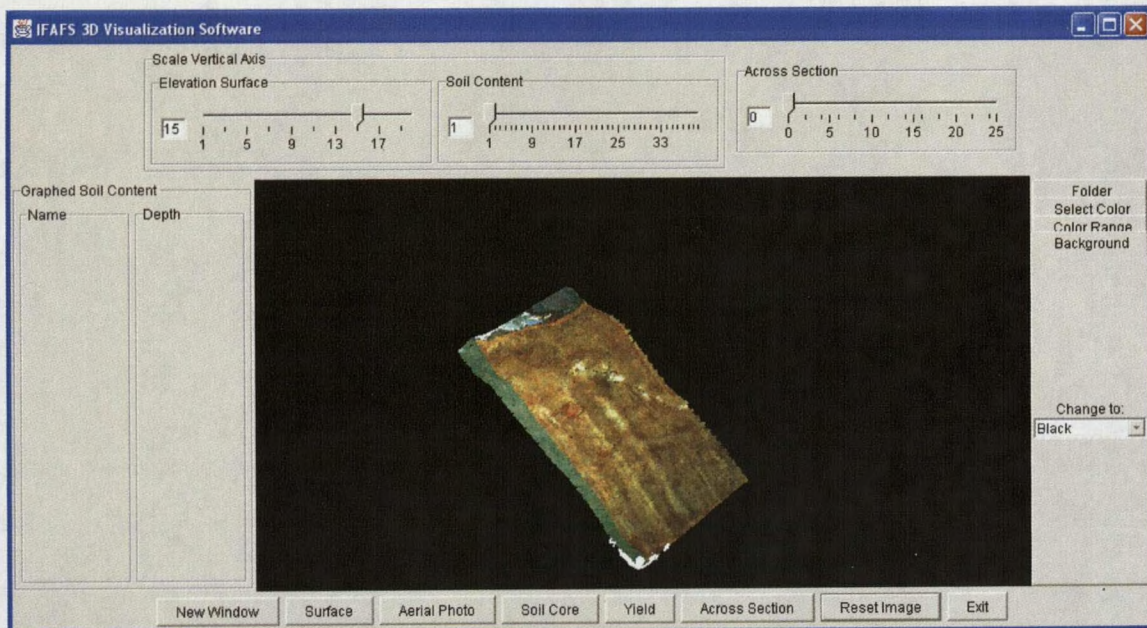 IFAFS 3D Visualization Software
Scale Vertical Axis
Elevation Surface
15
1 5 9 13 17
Soil Content
1
1 9 17 25 33
Across Section
0
0 5 10 15 20 25
Graphed Soil Content
Name Depth
Folder
Select Color
Color Range
Background
Change to:
Black
New Window Surface Aerial Photo Soil Core Yield Across Section Reset Image Exit